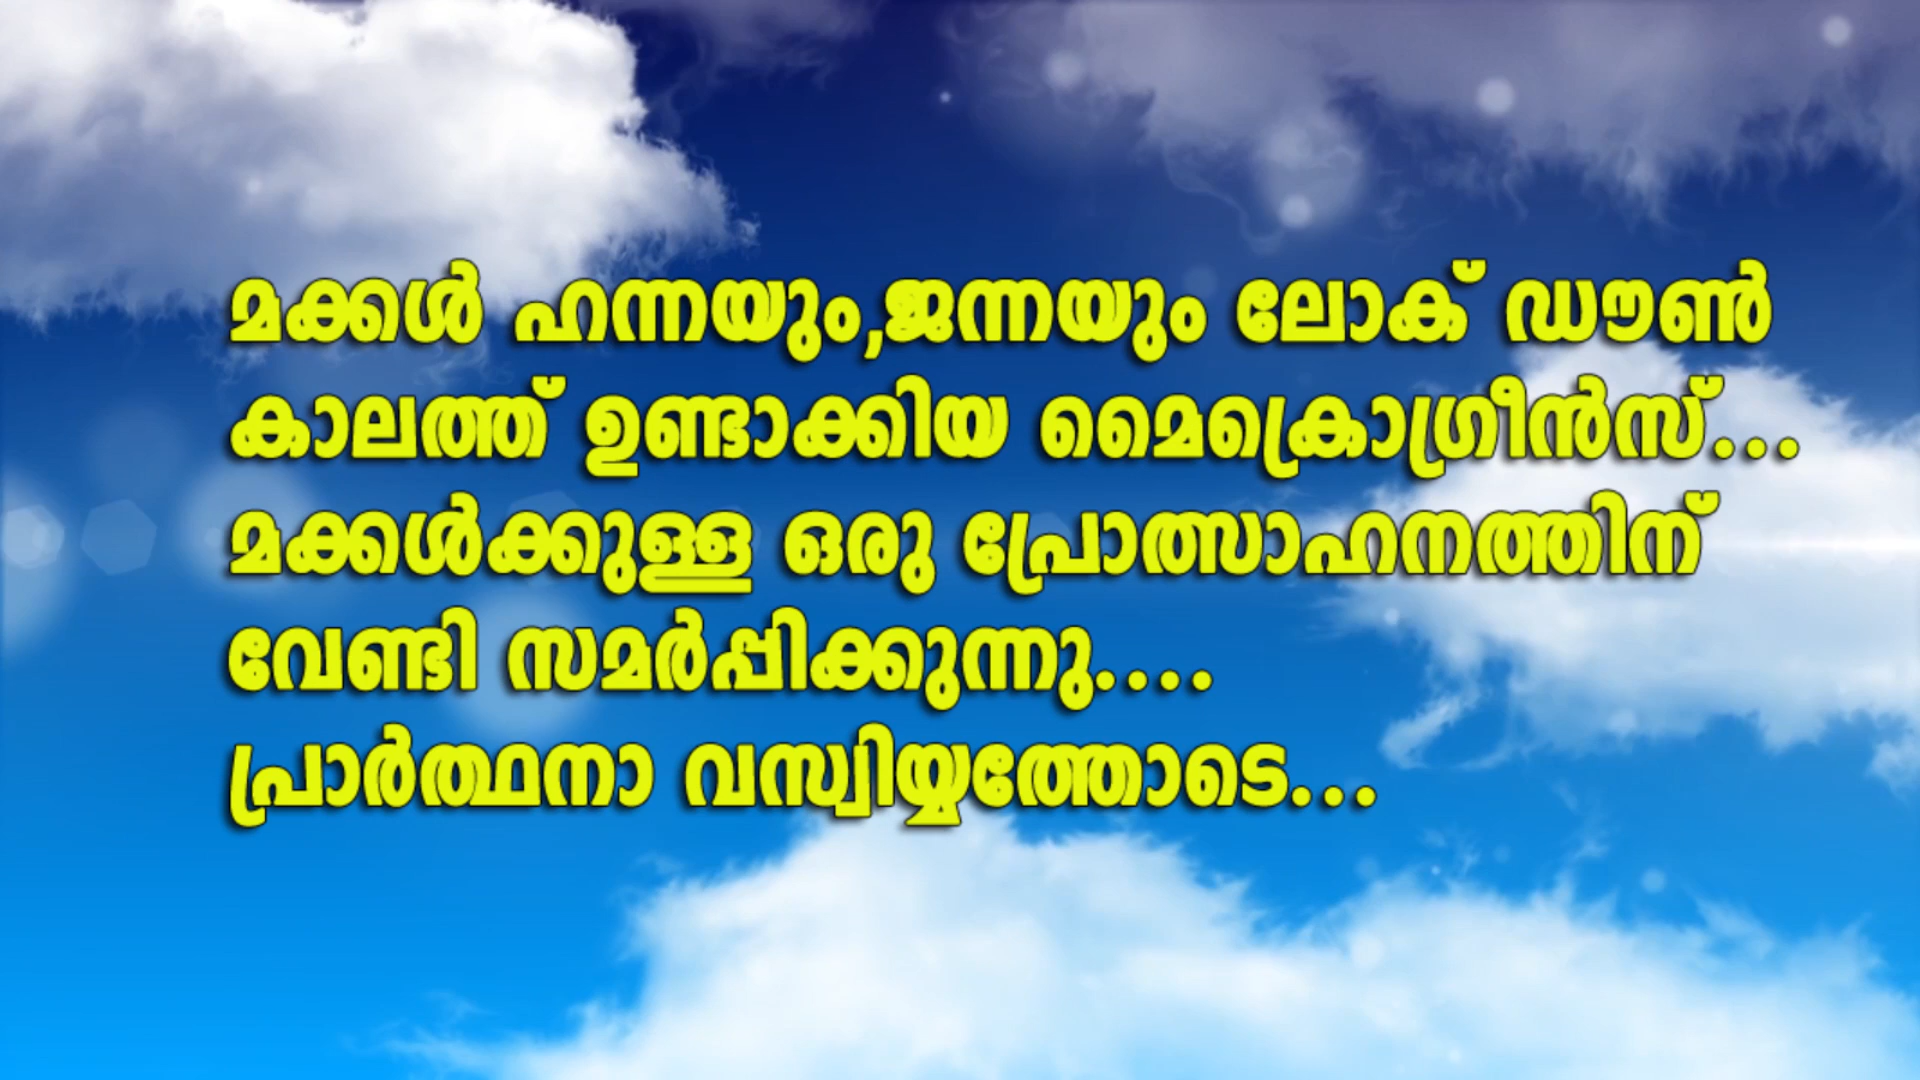 മക്കൾ ഹന്നയും,ജന്നയും ലോക് ഡൗൺ
കാലത്ത് ഉണ്ടാക്കിയ മൈക്രൊഗ്രീൻസ്...
മക്കൾക്കുള്ള ഒരു പ്രോത്സാഹനത്തിന്
വേണ്ടി സമർപ്പിക്കുന്നു....
പ്രാർത്ഥനാ വസ്വിയ്യത്തോടെ...